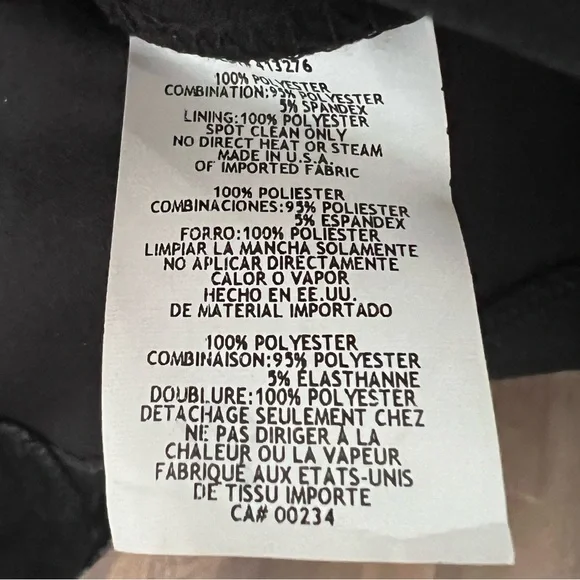 413276
100% POLYESTER
COMBINATION:95% POLYESTER
5% SPANDEX
LINING:100% POLYESTER
SPOT CLEAN ONLY
NO DIRECT HEAT OR STEAM
MADE IN U.S.A.
OF IMPORTED FABRIC
100% POLIESTER
COMBINACIONES:95% POLIESTER
5% ESPANDEX
FORRO:100% POLIESTER
LIMPIAR LA MANCHA SOLAMENTE
NO APLICAR DIRECTAMENTE
CALOR O VAPOR
HECHO EN EE.UU.
DE MATERIAL IMPORTADO
100% POLYESTER
COMBINAISON:95% POLYESTER
5% ÉLASTHANNE
DOUBLURE:100% POLYESTER
DETACHAGE SEULEMENT CHEZ
NE PAS DIRIGER À LA
CHALEUR OU LA VAPEUR
FABRIQUÉ AUX ETATS-UNIS
DE TISSU IMPORTE
CA# 00234